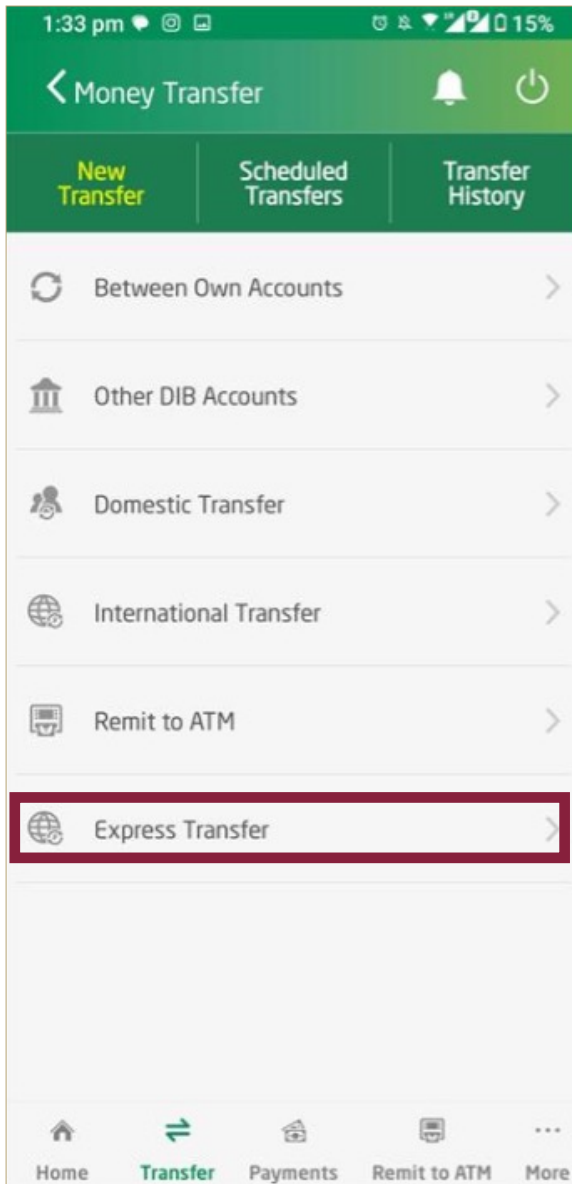 1:33 pm 15%
Money Transfer
New Transfer
Scheduled Transfers
Transfer History
Between Own Accounts
Other DIB Accounts
Domestic Transfer
International Transfer
Remit to ATM
Express Transfer
Home Transfer Payments Remit to ATM More